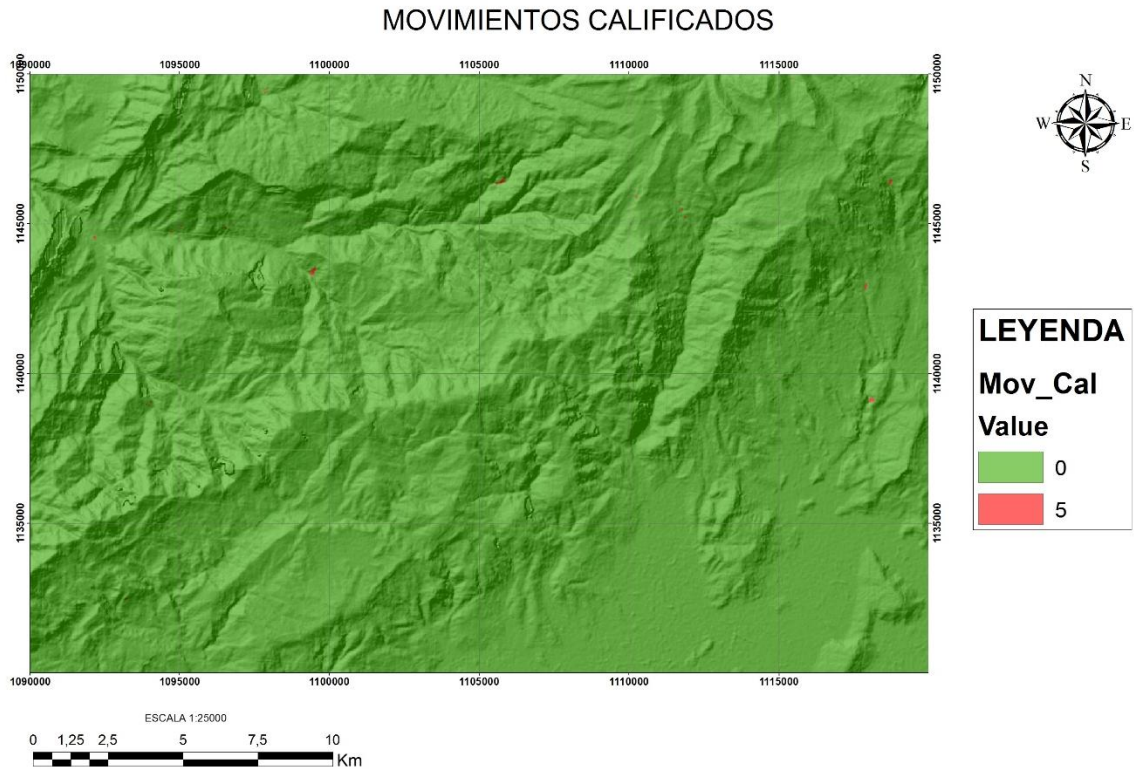 MOVIMIENTOS CALIFICADOS
1090000 1095000 1100000 1105000 1110000 1115000
1150000 1150000
1145000 1145000
1140000 1140000
1135000 1135000
1090000 1095000 1100000 1105000 1110000 1115000
N
W E
S
LEYENDA
Mov_Cal
Value
0
5
ESCALA 1:25000
0 1,25 2,5 5 7,5 10
Km